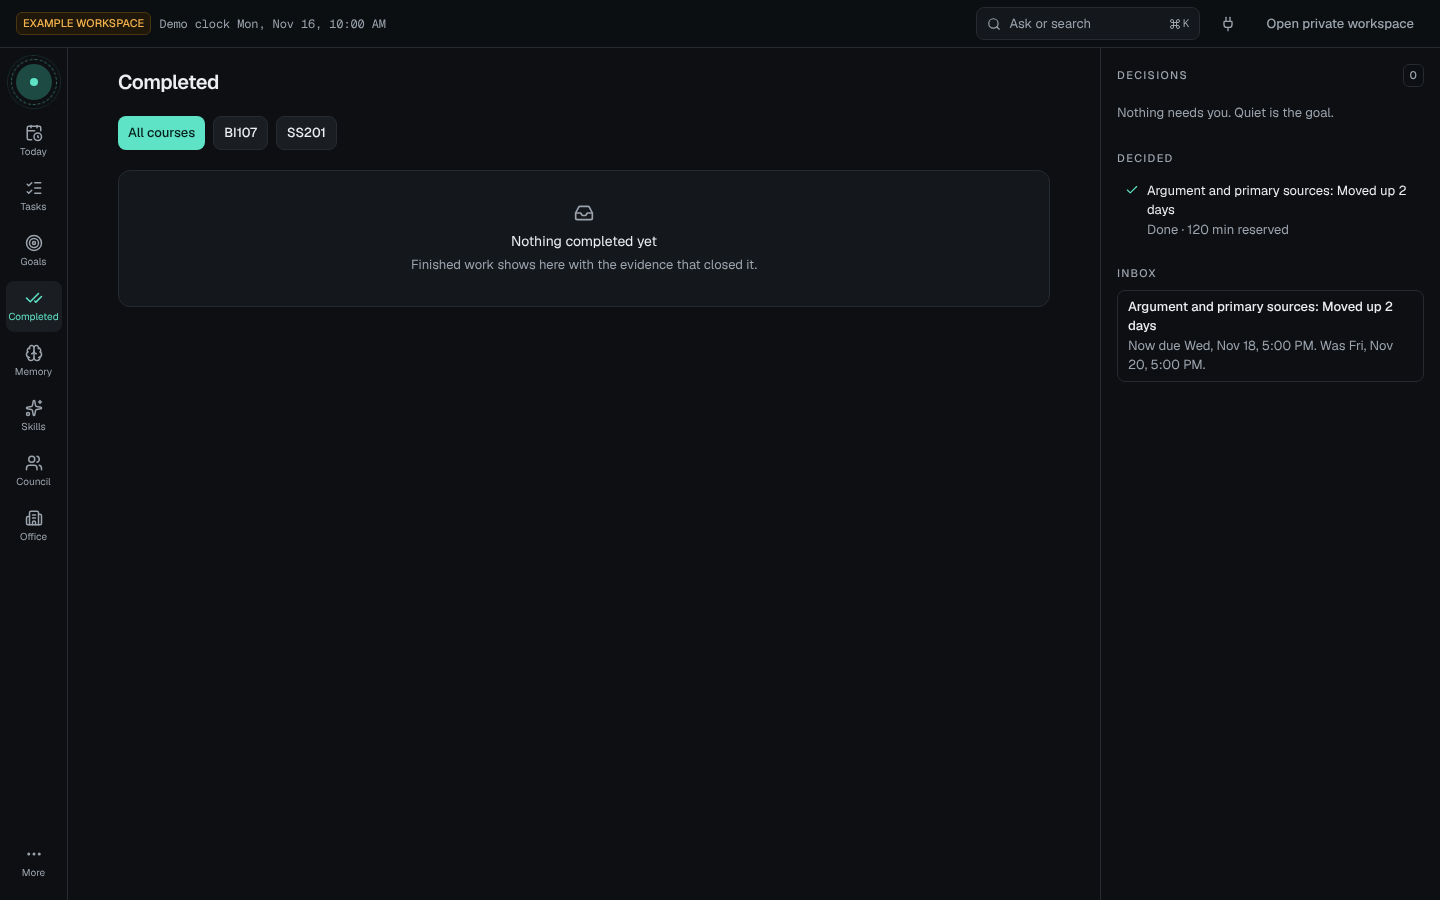 EXAMPLE WORKSPACE
Demo clock Mon, Nov 16, 10:00 AM
Ask or search
⌘K
Open private workspace
Today
Tasks
Goals
Completed
Memory
Skills
Council
Office
More
Completed
All courses
BI107
SS201
Nothing completed yet
Finished work shows here with the evidence that closed it.
DECISIONS
0
Nothing needs you. Quiet is the goal.
DECIDED
Argument and primary sources: Moved up 2
days
Done · 120 min reserved
INBOX
Argument and primary sources: Moved up 2
days
Now due Wed, Nov 18, 5:00 PM. Was Fri, Nov
20, 5:00 PM.